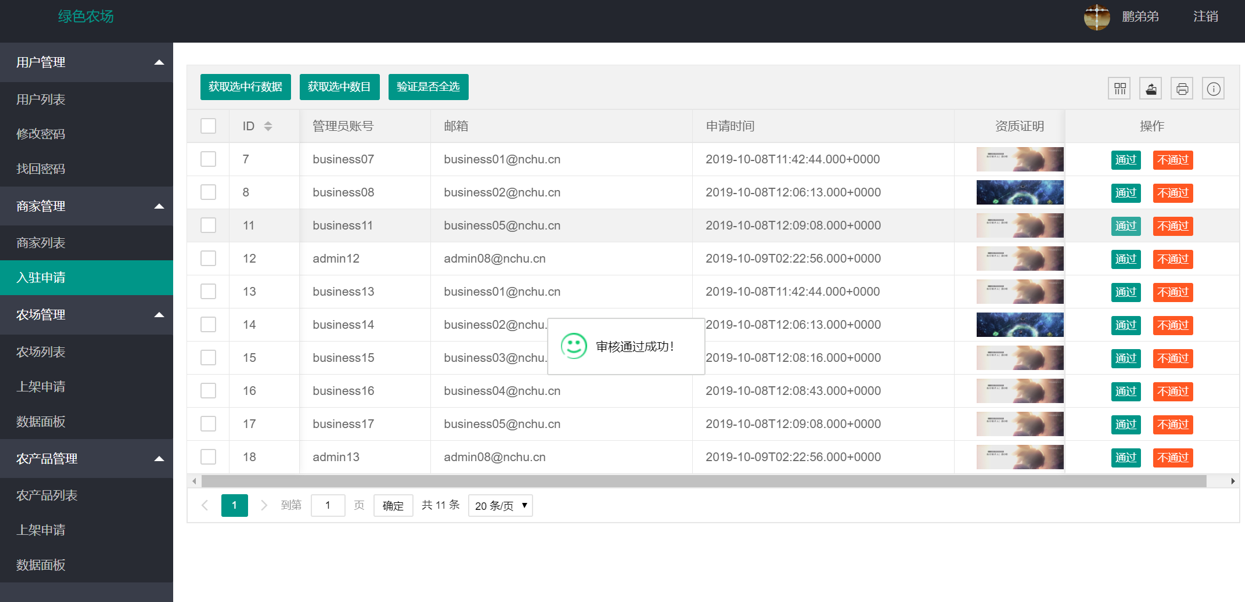 绿色农场
鹏弟弟 注销
用户管理
用户列表
修改密码
找回密码
商家管理
商家列表
入驻申请
农场管理
农场列表
上架申请
数据面板
农产品管理
农产品列表
上架申请
数据面板
获取选中行数据 获取选中数目 验证是否全选
ID 管理员账号 邮箱 申请时间 资质证明 操作
7 business07 business01@nchu.cn 2019-10-08T11:42:44.000+0000 通过 不通过
8 business08 business02@nchu.cn 2019-10-08T12:06:13.000+0000 通过 不通过
11 business11 business05@nchu.cn 2019-10-08T12:09:08.000+0000 通过 不通过
12 admin12 admin08@nchu.cn 2019-10-09T02:22:56.000+0000 通过 不通过
13 business13 business01@nchu.cn 2019-10-08T11:42:44.000+0000 通过 不通过
14 business14 business02@nchu. 2019-10-08T12:06:13.000+0000 通过 不通过
审核通过成功!
15 business15 business03@nchu. 2019-10-08T12:08:16.000+0000 通过 不通过
16 business16 business04@nchu.cn 2019-10-08T12:08:43.000+0000 通过 不通过
17 business17 business05@nchu.cn 2019-10-08T12:09:08.000+0000 通过 不通过
18 admin13 admin08@nchu.cn 2019-10-09T02:22:56.000+0000 通过 不通过
1 到第 1 页 确定 共 11 条 20 条/页